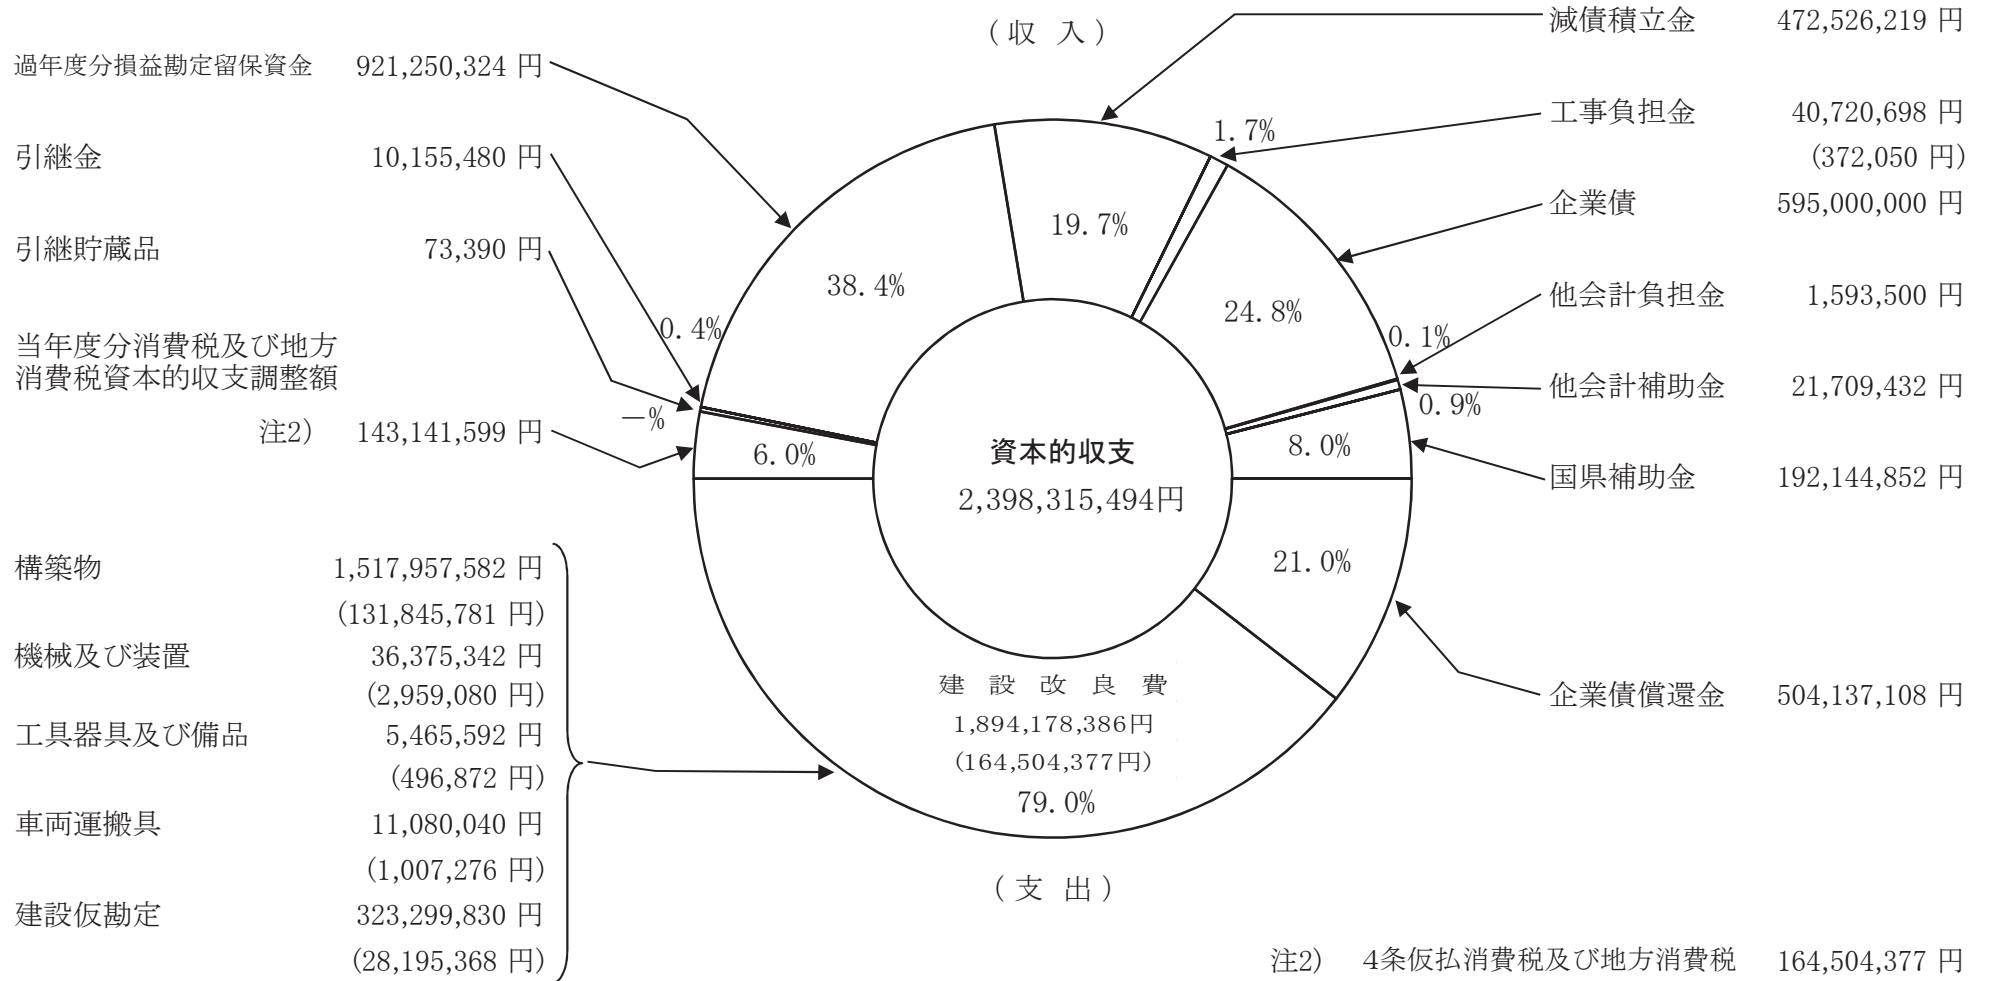 (収 入)
過年度分損益勘定留保資金 921,250,324 円
引継金 10,155,480 円
引継貯蔵品 73,390 円
当年度分消費税及び地方
消費税資本的収支調整額
注2) 143,141,599 円
減債積立金 472,526,219 円
工事負担金 40,720,698 円
(372,050 円)
企業債 595,000,000 円
他会計負担金 1,593,500 円
他会計補助金 21,709,432 円
国県補助金 192,144,852 円
1.7%
19.7%
38.4%
24.8%
0.4%
0.1%
0.9%
―%
6.0%
8.0%
資本的収支
2,398,315,494円
21.0%
建設改良費
1,894,178,386円
(164,504,377円)
79.0%
構築物 1,517,957,582 円
(131,845,781 円)
機械及び装置 36,375,342 円
(2,959,080 円)
工具器具及び備品 5,465,592 円
(496,872 円)
車両運搬具 11,080,040 円
(1,007,276 円)
建設仮勘定 323,299,830 円
(28,195,368 円)
企業債償還金 504,137,108 円
(支 出)
注2) 4条仮払消費税及び地方消費税 164,504,377 円